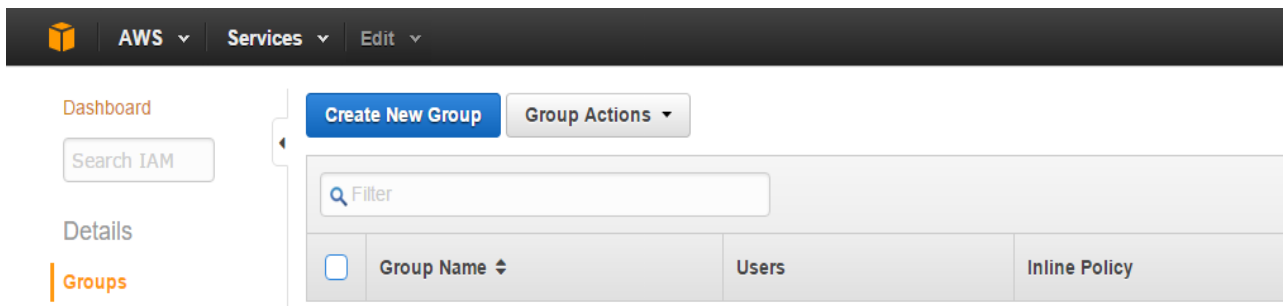 AWS Services Edit
Dashboard
Create New Group Group Actions
Search IAM
Filter
Details
Group Name Users Inline Policy
Groups